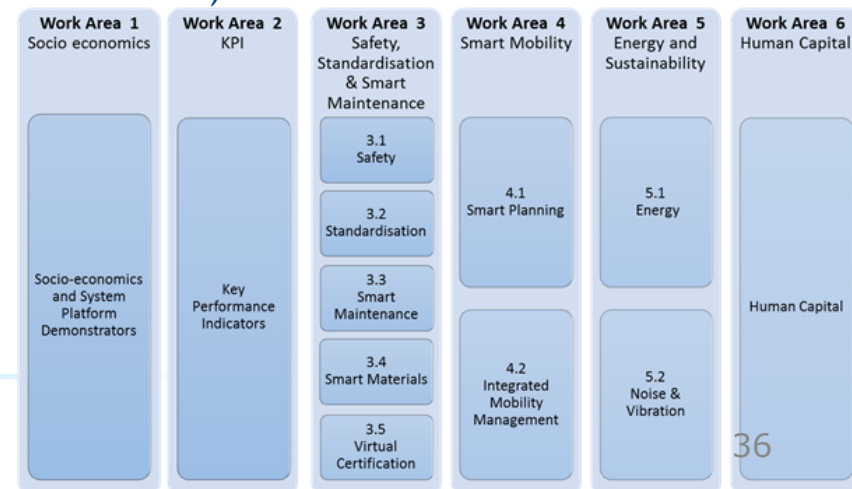 Work Area 1
Socio economics
Socio-economics
and System
Platform
Demonstrators
Work Area 2
KPI
Key
Performance
Indicators
Work Area 3
Safety,
Standardisation
& Smart
Maintenance
3.1
Safety
3.2
Standardisation
3.3
Smart
Maintenance
3.4
Smart Materials
3.5
Virtual
Certification
Work Area 4
Smart Mobility
4.1
Smart Planning
4.2
Integrated
Mobility
Management
Work Area 5
Energy and
Sustainability
5.1
Energy
5.2
Noise &
Vibration
Work Area 6
Human Capital
Human Capital
36